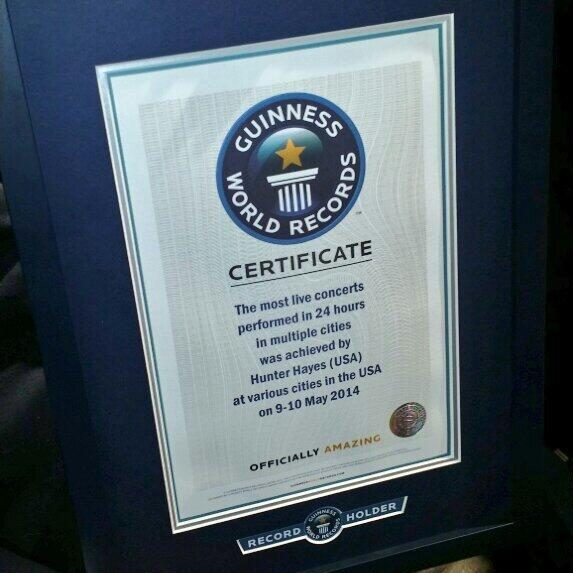 GUINNESS
WORLD RECORDS
CERTIFICATE
The most live concerts
performed in 24 hours
in multiple cities
was achieved by
Hunter Hayes (USA)
at various cities in the USA
on 9-10 May 2014
OFFICIALLY AMAZING
RECORD HOLDER
GUINNESS
WORLD RECORDS